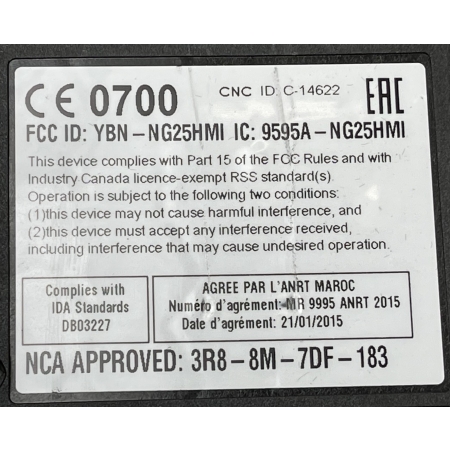 CE 0700 CNC ID: C-14622 EAC
FCC ID: YBN – NG25HMI IC: 9595A – NG25HMI
This device complies with Part 15 of the FCC Rules and with
Industry Canada licence-exempt RSS standard(s)
Operation is subject to the following two conditions:
(1)this device may not cause harmful interference, and
(2)this device must accept any interference received,
including interference that may cause undesired operation.
Complies with
IDA Standards
DB03227
AGREE PAR L'ANRT MAROC
Numéro d'agrément: MR 9995 ANRT 2015
Date d'agrément: 21/01/2015
NCA APPROVED: 3R8 – 8M – 7DF – 183